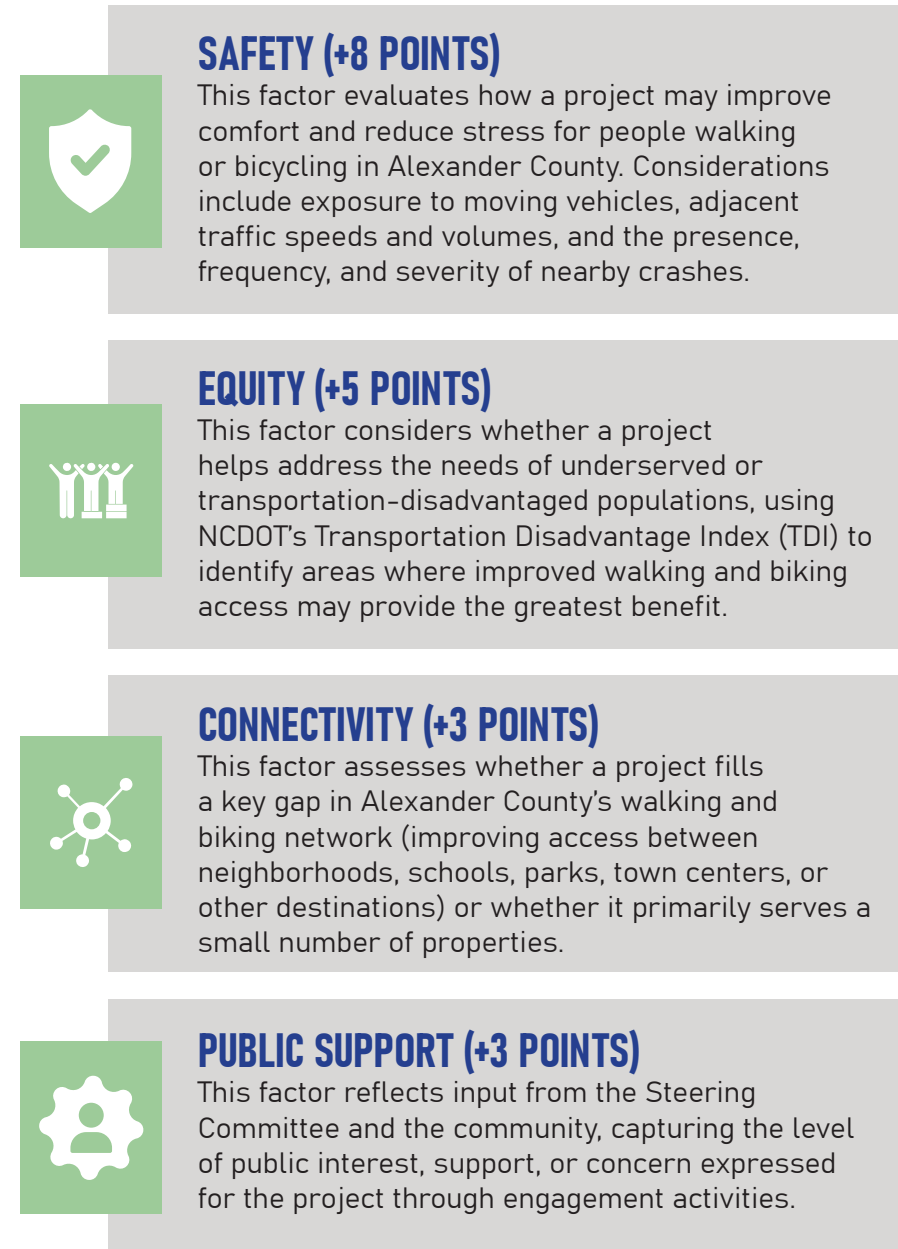 SAFETY (+8 POINTS)
This factor evaluates how a project may improve
comfort and reduce stress for people walking
or bicycling in Alexander County. Considerations
include exposure to moving vehicles, adjacent
traffic speeds and volumes, and the presence,
frequency, and severity of nearby crashes.
EQUITY (+5 POINTS)
This factor considers whether a project
helps address the needs of underserved or
transportation-disadvantaged populations, using
NCDOT's Transportation Disadvantage Index (TDI) to
identify areas where improved walking and biking
access may provide the greatest benefit.
CONNECTIVITY (+3 POINTS)
This factor assesses whether a project fills
a key gap in Alexander County's walking and
biking network (improving access between
neighborhoods, schools, parks, town centers, or
other destinations) or whether it primarily serves a
small number of properties.
PUBLIC SUPPORT (+3 POINTS)
This factor reflects input from the Steering
Committee and the community, capturing the level
of public interest, support, or concern expressed
for the project through engagement activities.